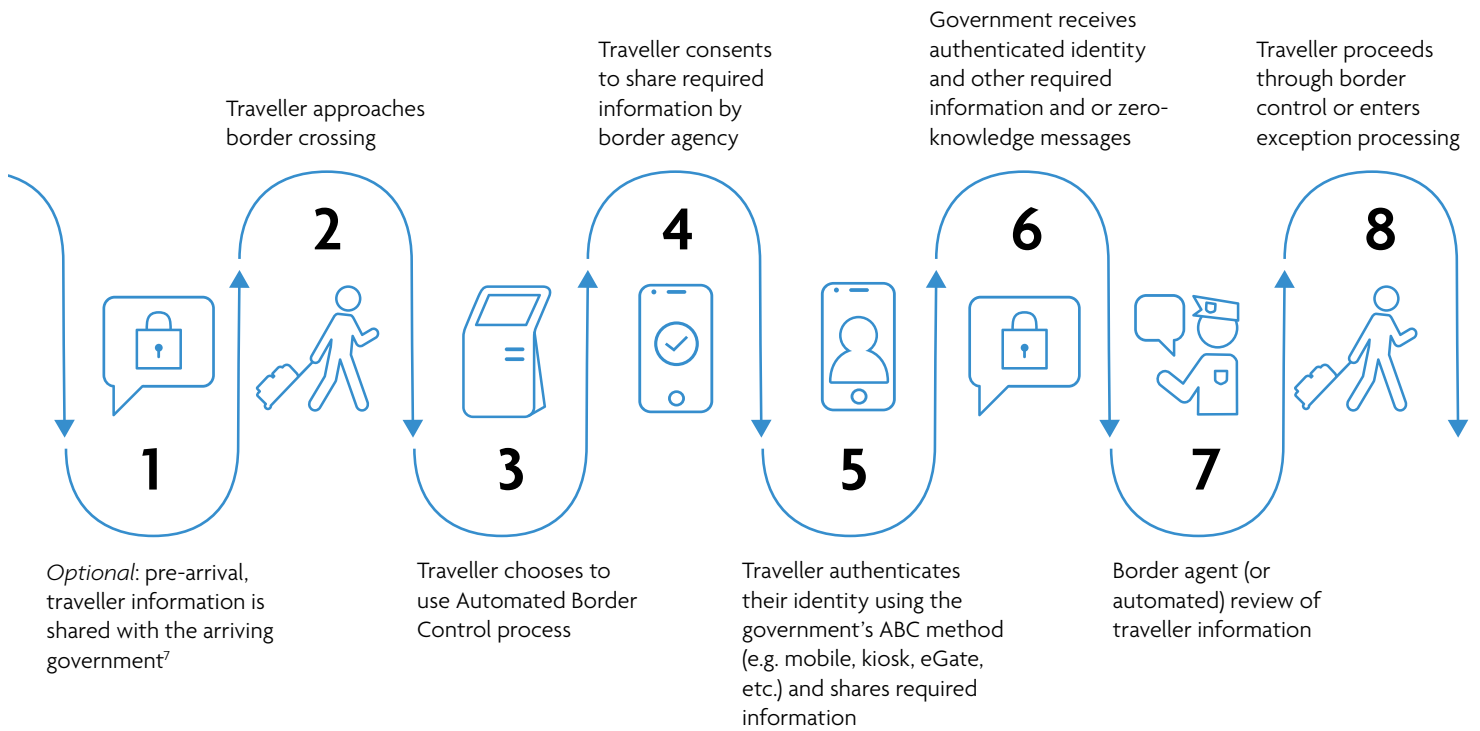 1
Optional: pre-arrival,
traveller information is
shared with the arriving
government⁷
Traveller approaches
border crossing
2
3
Traveller chooses to
use Automated Border
Control process
Traveller consents
to share required
information by
border agency
4
5
Traveller authenticates
their identity using the
government’s ABC method
(e.g. mobile, kiosk, eGate,
etc.) and shares required
information
Government receives
authenticated identity
and other required
information and or zero-
knowledge messages
6
7
Border agent (or
automated) review of
traveller information
Traveller proceeds
through border
control or enters
exception processing
8